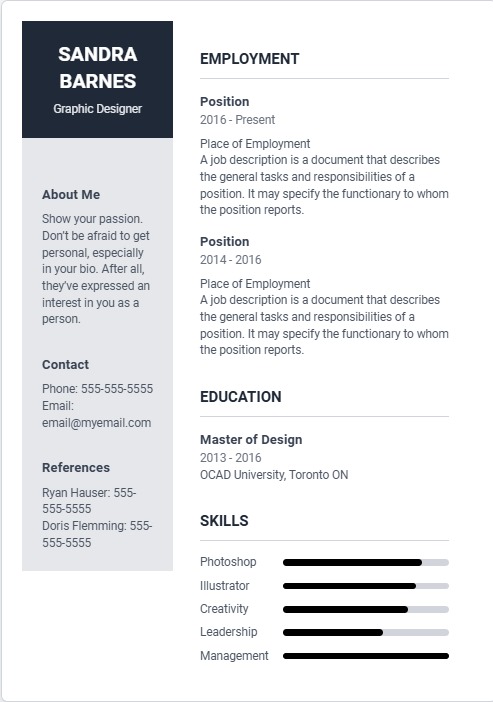 SANDRA
BARNES
Graphic Designer
About Me
Show your passion.
Don't be afraid to get
personal, especially
in your bio. After all,
they've expressed an
interest in you as a
person.
Contact
Phone: 555-555-5555
Email:
email@myemail.com
References
Ryan Hauser: 555-
555-5555
Doris Flemming: 555-
555-5555
EMPLOYMENT
Position
2016 - Present
Place of Employment
A job description is a document that describes
the general tasks and responsibilities of a
position. It may specify the functionary to whom
the position reports.
Position
2014 - 2016
Place of Employment
A job description is a document that describes
the general tasks and responsibilities of a
position. It may specify the functionary to whom
the position reports.
EDUCATION
Master of Design
2013 - 2016
OCAD University, Toronto ON
SKILLS
Photoshop
Illustrator
Creativity
Leadership
Management